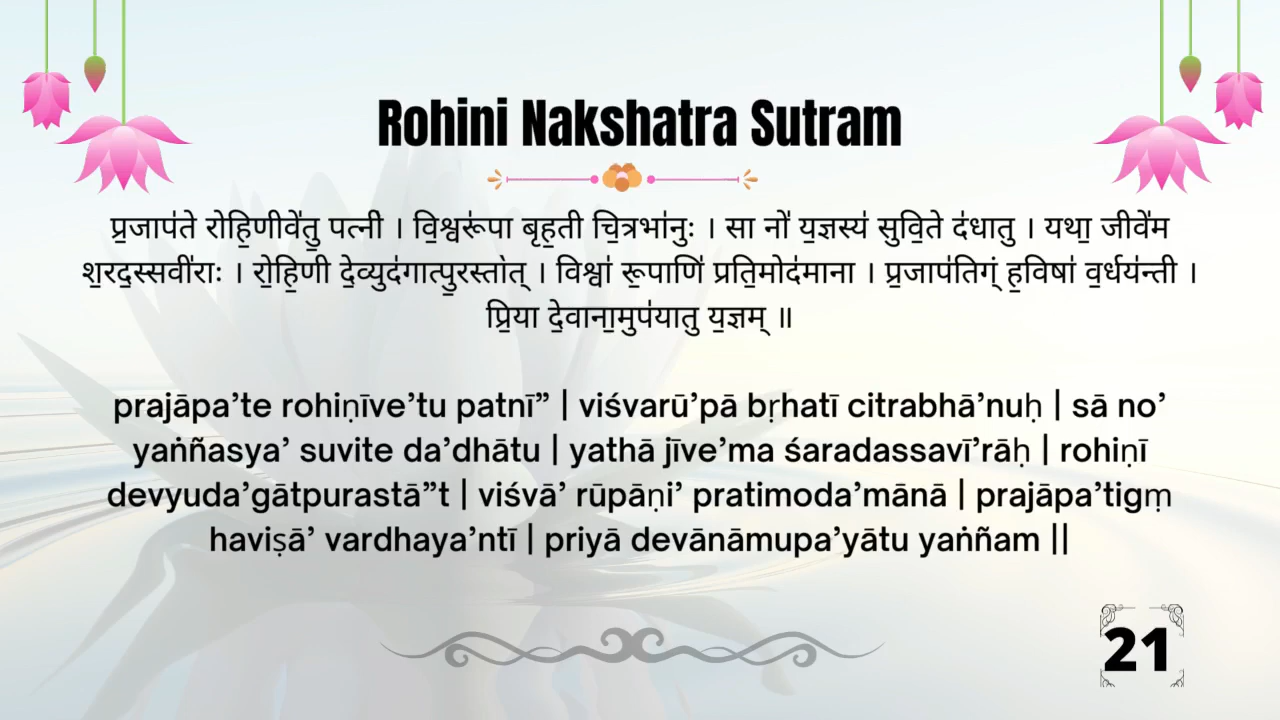 Rohini Nakshatra Sutram
प्र॒जाप॑ते रोहि॒णीवे॑तु॒ पत्नी᳚ । वि॒श्वरू॑पा बृह॒ती चि॒त्रभा॑नुः । सा नो॑ य॒ज्ञस्य॑ सुवि॒ते द॑धातु । यथा॒ जीवे॑म
श॒रद॒स्सवी॑राः । रो॒हि॒णी दे॒व्युद॑गात्पु॒रस्ता᳚त् । विश्वा॑ रू॒पाणि॑ प्रति॒मोद॑माना । प्र॒जाप॑तिग्ं ह॒विषा॑ व॒र्धय॑न्ती ।
प्रि॒या दे॒वाना॒मुप॑यातु य॒ज्ञम् ॥
prajāpa’te rohiṇīve’tu patnī” | viśvarū’pā bṛhatī citrabhā’nuḥ | sā no’
yaṅñasya’ suvite da’dhātu | yathā jīve’ma śaradassavī’rāḥ | rohiṇī
devyuda’gātpurastā”t | viśvā’ rūpāṇi’ pratimoda’mānā | prajāpa’tigṃ
haviṣā’ vardhaya’ntī | priyā devānāmupa’yātu yaṅñam ||
21